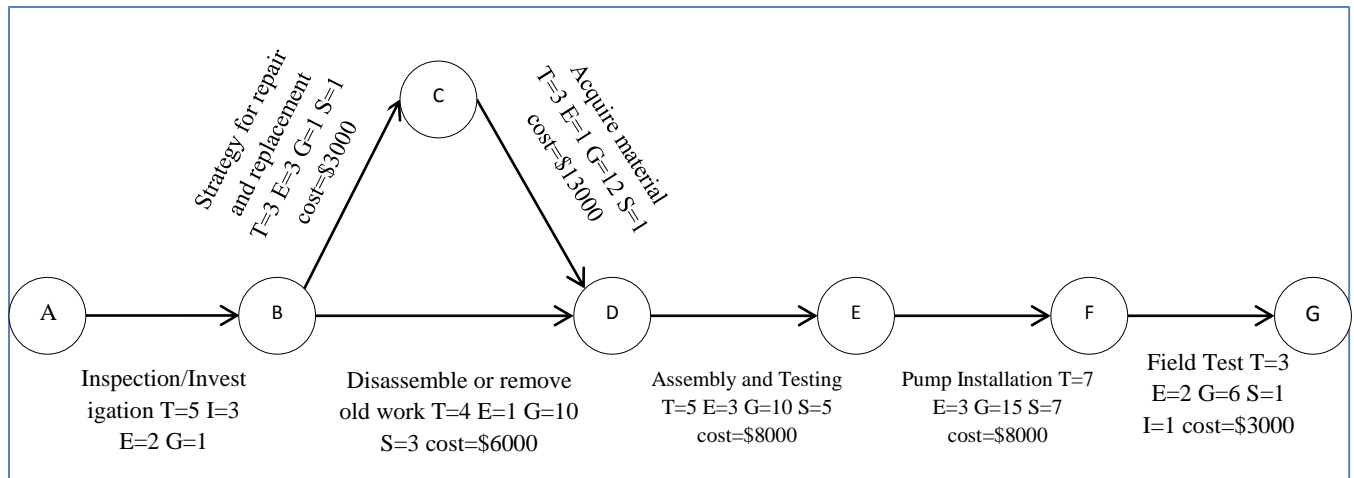 Strategy for repair
and replacement
T=3 E=3 G=1 S=1
cost=$3000
C
Acquire material
T=3 E=1 G=12 S=1
cost=$13000
A
B
D
E
F
G
Inspection/Invest
igation T=5 I=3
E=2 G=1
Disassemble or remove
old work T=4 E=1 G=10
S=3 cost=$6000
Assembly and Testing
T=5 E=3 G=10 S=5
cost=$8000
Pump Installation T=7
E=3 G=15 S=7
cost=$8000
Field Test T=3
E=2 G=6 S=1
I=1 cost=$3000